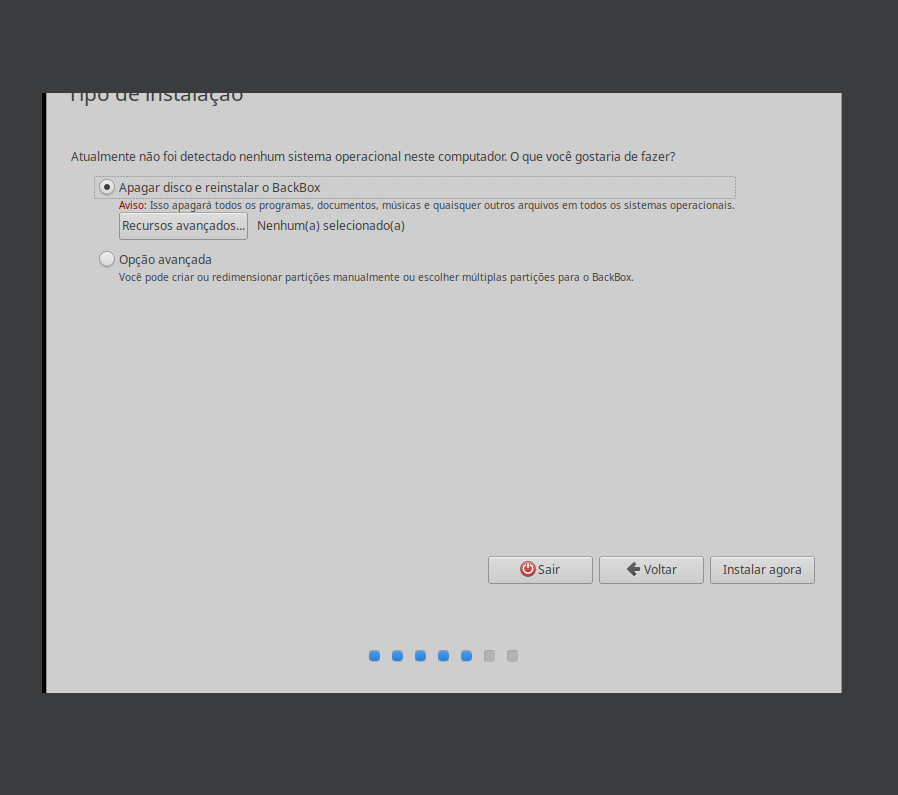 Tipo de instalação
Atualmente não foi detectado nenhum sistema operacional neste computador. O que você gostaria de fazer?
Apagar disco e reinstalar o BackBox
Aviso: Isso apagará todos os programas, documentos, músicas e quaisquer outros arquivos em todos os sistemas operacionais.
Recursos avançados... Nenhum(a) selecionado(a)
Opção avançada
Você pode criar ou redimensionar partições manualmente ou escolher múltiplas partições para o BackBox.
Sair Voltar Instalar agora